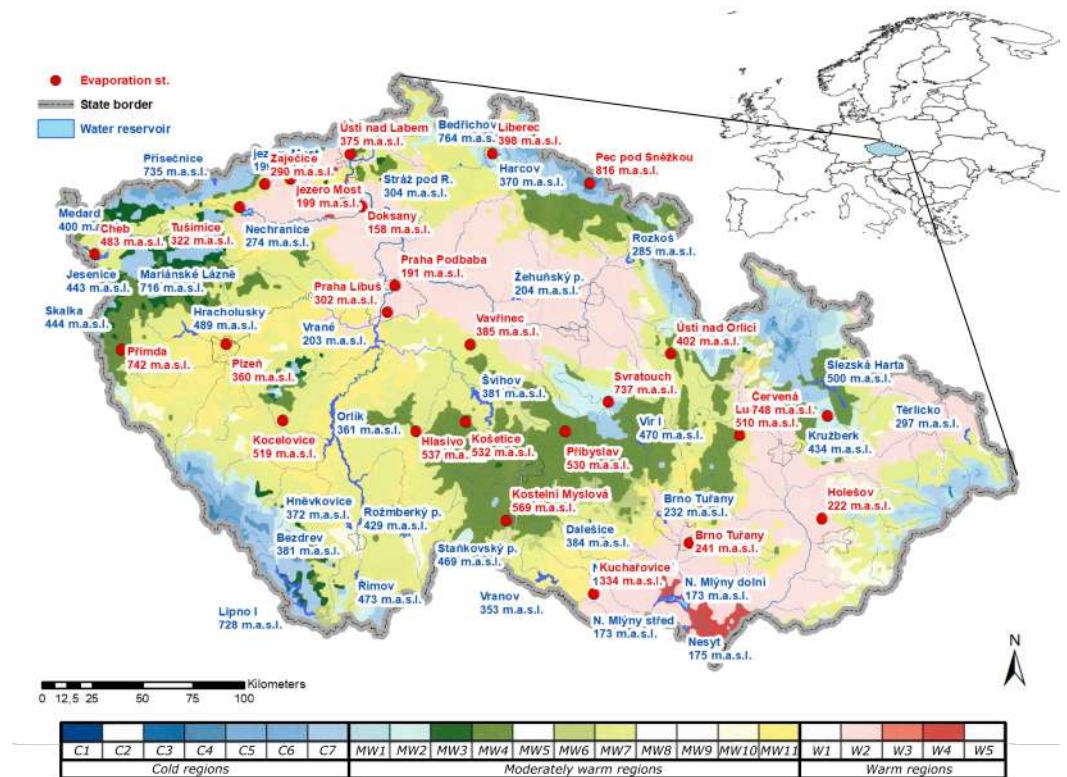 Evaporation st.
State border
Water reservoir
Ústí nad Labem
375 m.a.s.l.
Bedřichov
764 m.a.s.l.
Liberec
398 m.a.s.l.
Přísečnice
735 m.a.s.l.
Zaječice
290 m.a.s.l.
jezero Most
199 m.a.s.l.
Stráž pod R.
304 m.a.s.l.
Harcov
370 m.a.s.l.
Pec pod Sněžkou
816 m.a.s.l.
Medard
400 m.a.s.l.
Cheb
483 m.a.s.l.
Tušimice
322 m.a.s.l.
Nechranice
274 m.a.s.l.
Doksany
158 m.a.s.l.
Rozkoš
285 m.a.s.l.
Jesenice
443 m.a.s.l.
Mariánské Lázně
716 m.a.s.l.
Praha Podbaba
191 m.a.s.l.
Praha Libuš
302 m.a.s.l.
Žehuňský p.
204 m.a.s.l.
Skalka
444 m.a.s.l.
Hracholusky
489 m.a.s.l.
Vrané
203 m.a.s.l.
Vavřinec
385 m.a.s.l.
Ústí nad Orlicí
402 m.a.s.l.
Přimda
742 m.a.s.l.
Plzeň
360 m.a.s.l.
Švihov
381 m.a.s.l.
Svratouch
737 m.a.s.l.
Slezská Harta
500 m.a.s.l.
Červená
748 m.a.s.l.
Lu
510 m.a.s.l.
Těrlicko
297 m.a.s.l.
Kocelovice
519 m.a.s.l.
Orlík
361 m.a.s.l.
Hlasivo
537 m.a.s.l.
Košetice
532 m.a.s.l.
Přibyslav
530 m.a.s.l.
Vír I
470 m.a.s.l.
Kružberk
434 m.a.s.l.
Hněvkovice
372 m.a.s.l.
Rožmberký p.
429 m.a.s.l.
Kostelní Myslová
569 m.a.s.l.
Brno Tuřany
232 m.a.s.l.
Holešov
222 m.a.s.l.
Bezdrev
381 m.a.s.l.
Staňkovský p.
469 m.a.s.l.
Dalešice
384 m.a.s.l.
Brno Tuřany
241 m.a.s.l.
Římov
473 m.a.s.l.
Kuchařovice
334 m.a.s.l.
Lipno I
728 m.a.s.l.
Vranov
353 m.a.s.l.
N. Mlýny dolní
173 m.a.s.l.
N. Mlýny střed
173 m.a.s.l.
Nesyt
175 m.a.s.l.
N
Kilometers
0 12,5 25 50 75 100
C1 C2 C3 C4 C5 C6 C7 MW1 MW2 MW3 MW4 MW5 MW6 MW7 MW8 MW9 MW10 MW11 W1 W2 W3 W4 W5
Cold regions Moderately warm regions Warm regions